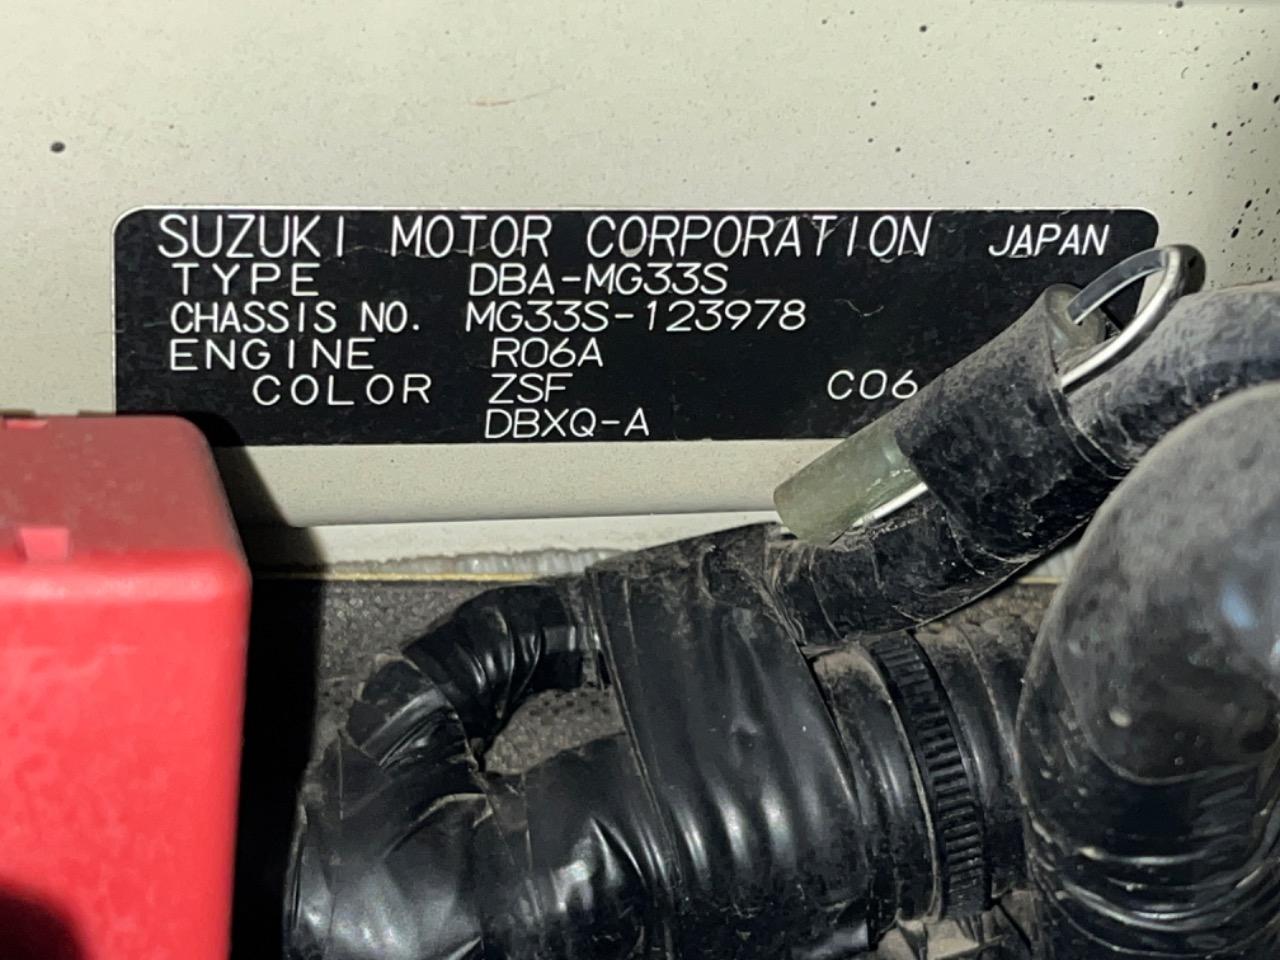 SUZUKI MOTOR CORPORATION JAPAN
TYPE DBA-MG33S
CHASSIS NO. MG33S-123978
ENGINE R06A
COLOR ZSF C06
DBXQ-A